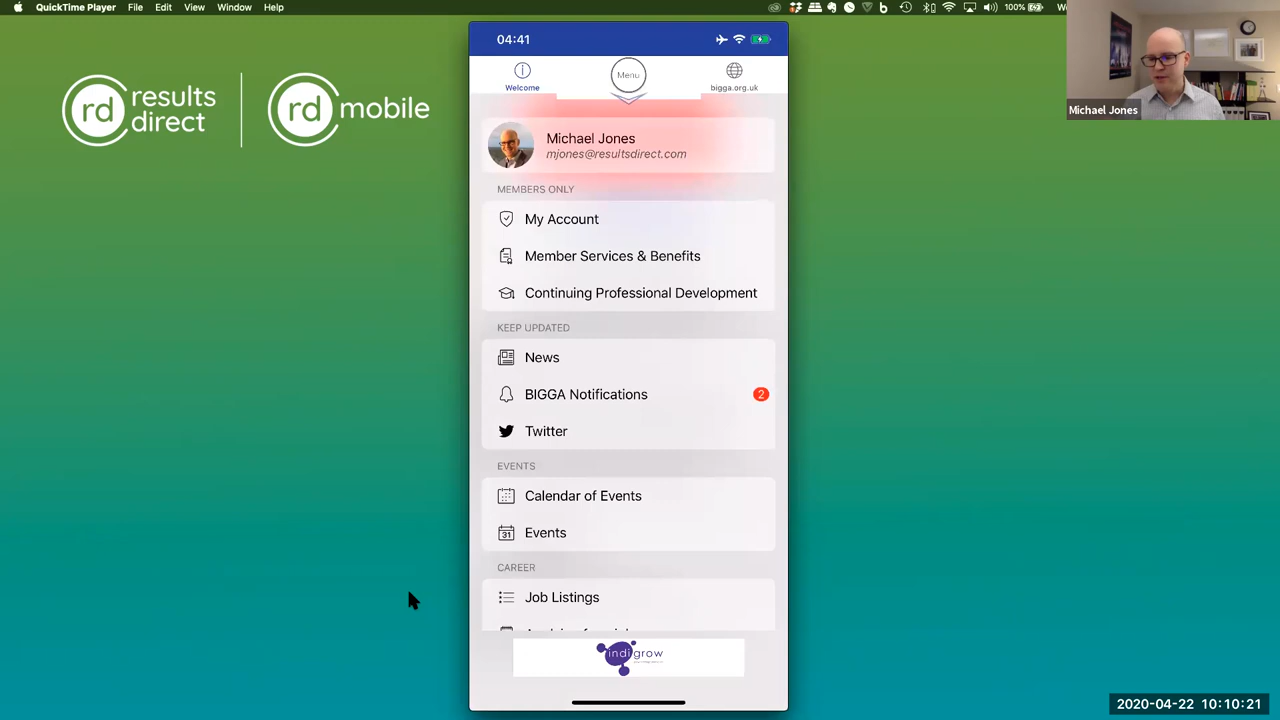 QuickTime Player File Edit View Window Help
100%
04:41
Welcome
Menu
bigga.org.uk
rd results direct
rd mobile
Michael Jones
Michael Jones
mjones@resultsdirect.com
MEMBERS ONLY
My Account
Member Services & Benefits
Continuing Professional Development
KEEP UPDATED
News
BIGGA Notifications 2
Twitter
EVENTS
Calendar of Events
31 Events
CAREER
Job Listings
indigrow
2020-04-22 10:10:21